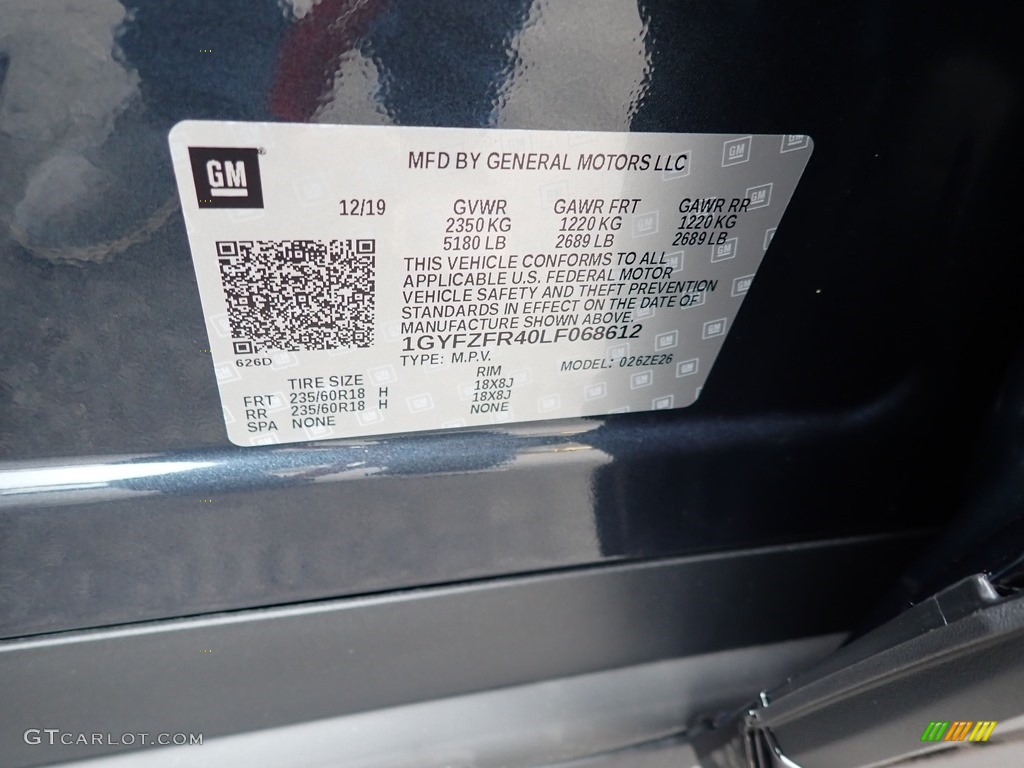 GM
MFD BY GENERAL MOTORS LLC
12/19
GVWR GAWR FRT GAWR RR
2350 KG 1220 KG 1220 KG
5180 LB 2689 LB 2689 LB
THIS VEHICLE CONFORMS TO ALL
APPLICABLE U.S. FEDERAL MOTOR
VEHICLE SAFETY AND THEFT PREVENTION
STANDARDS IN EFFECT ON THE DATE OF
MANUFACTURE SHOWN ABOVE.
1GYFZFR40LF068612
626D
TYPE: M.P.V. MODEL: 026ZE26
TIRE SIZE RIM
FRT 235/60R18 H 18X8J
RR 235/60R18 H 18X8J
SPA NONE NONE
GTCARLOT.COM